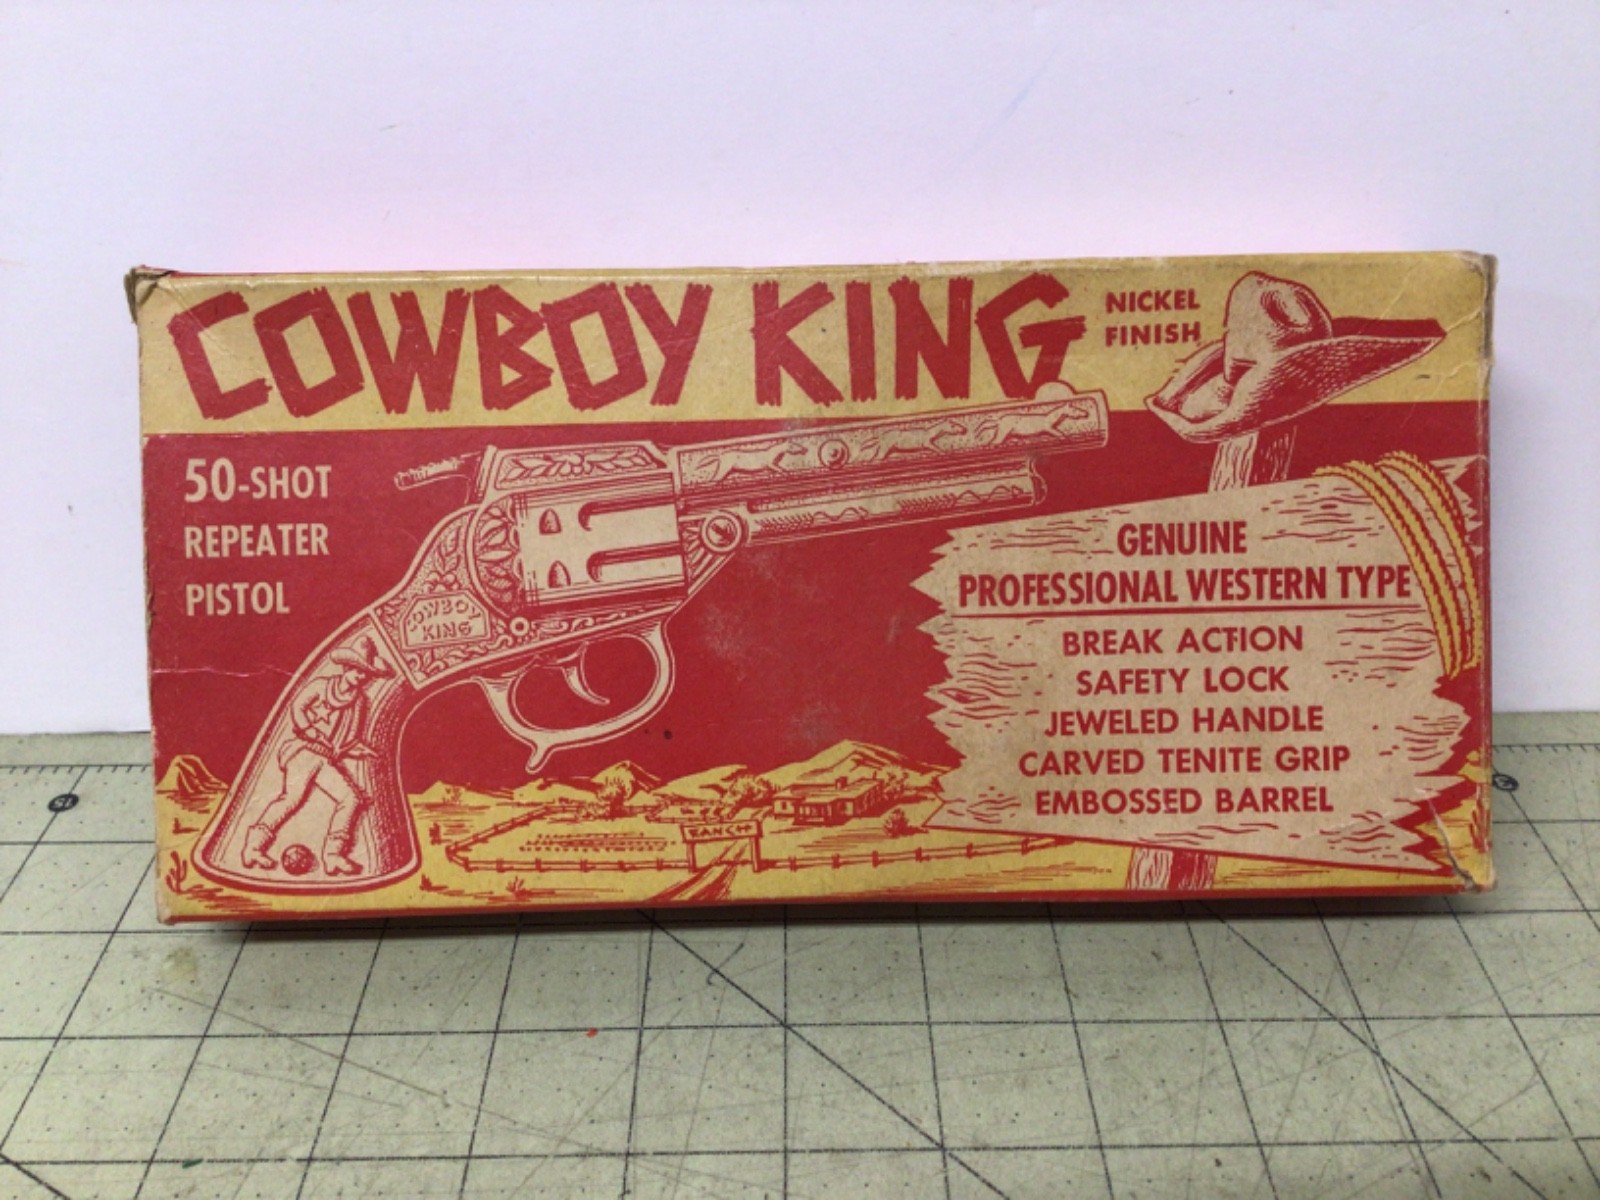 COWBOY KING
NICKEL
FINISH
50-SHOT
REPEATER
PISTOL
COWBOY
KING
GENUINE
PROFESSIONAL WESTERN TYPE
BREAK ACTION
SAFETY LOCK
JEWELED HANDLE
CARVED TENITE GRIP
EMBOSSED BARREL
RANCH
15